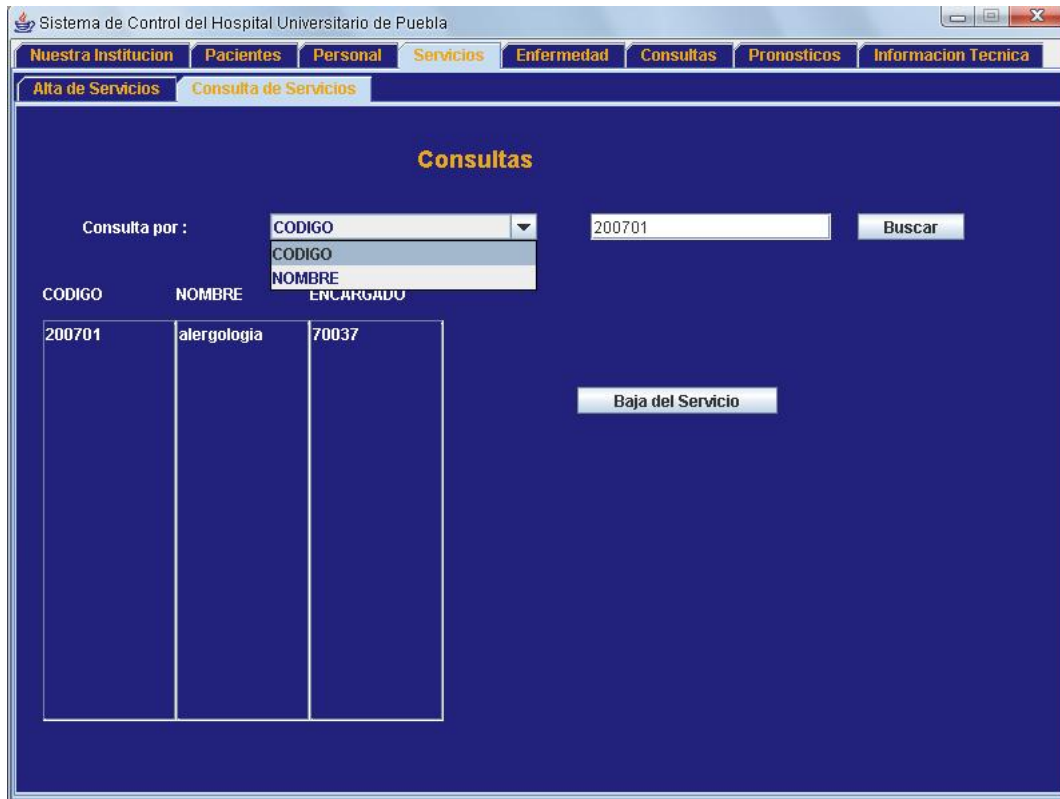 Sistema de Control del Hospital Universitario de Puebla
Nuestra Institucion Pacientes Personal Servicios Enfermedad Consultas Pronosticos Informacion Tecnica
Alta de Servicios Consulta de Servicios
Consultas
Consulta por : CODIGO 200701 Buscar
CODIGO
NOMBRE
CODIGO NOMBRE ENCARGADO
200701 alergologia 70037
Baja del Servicio